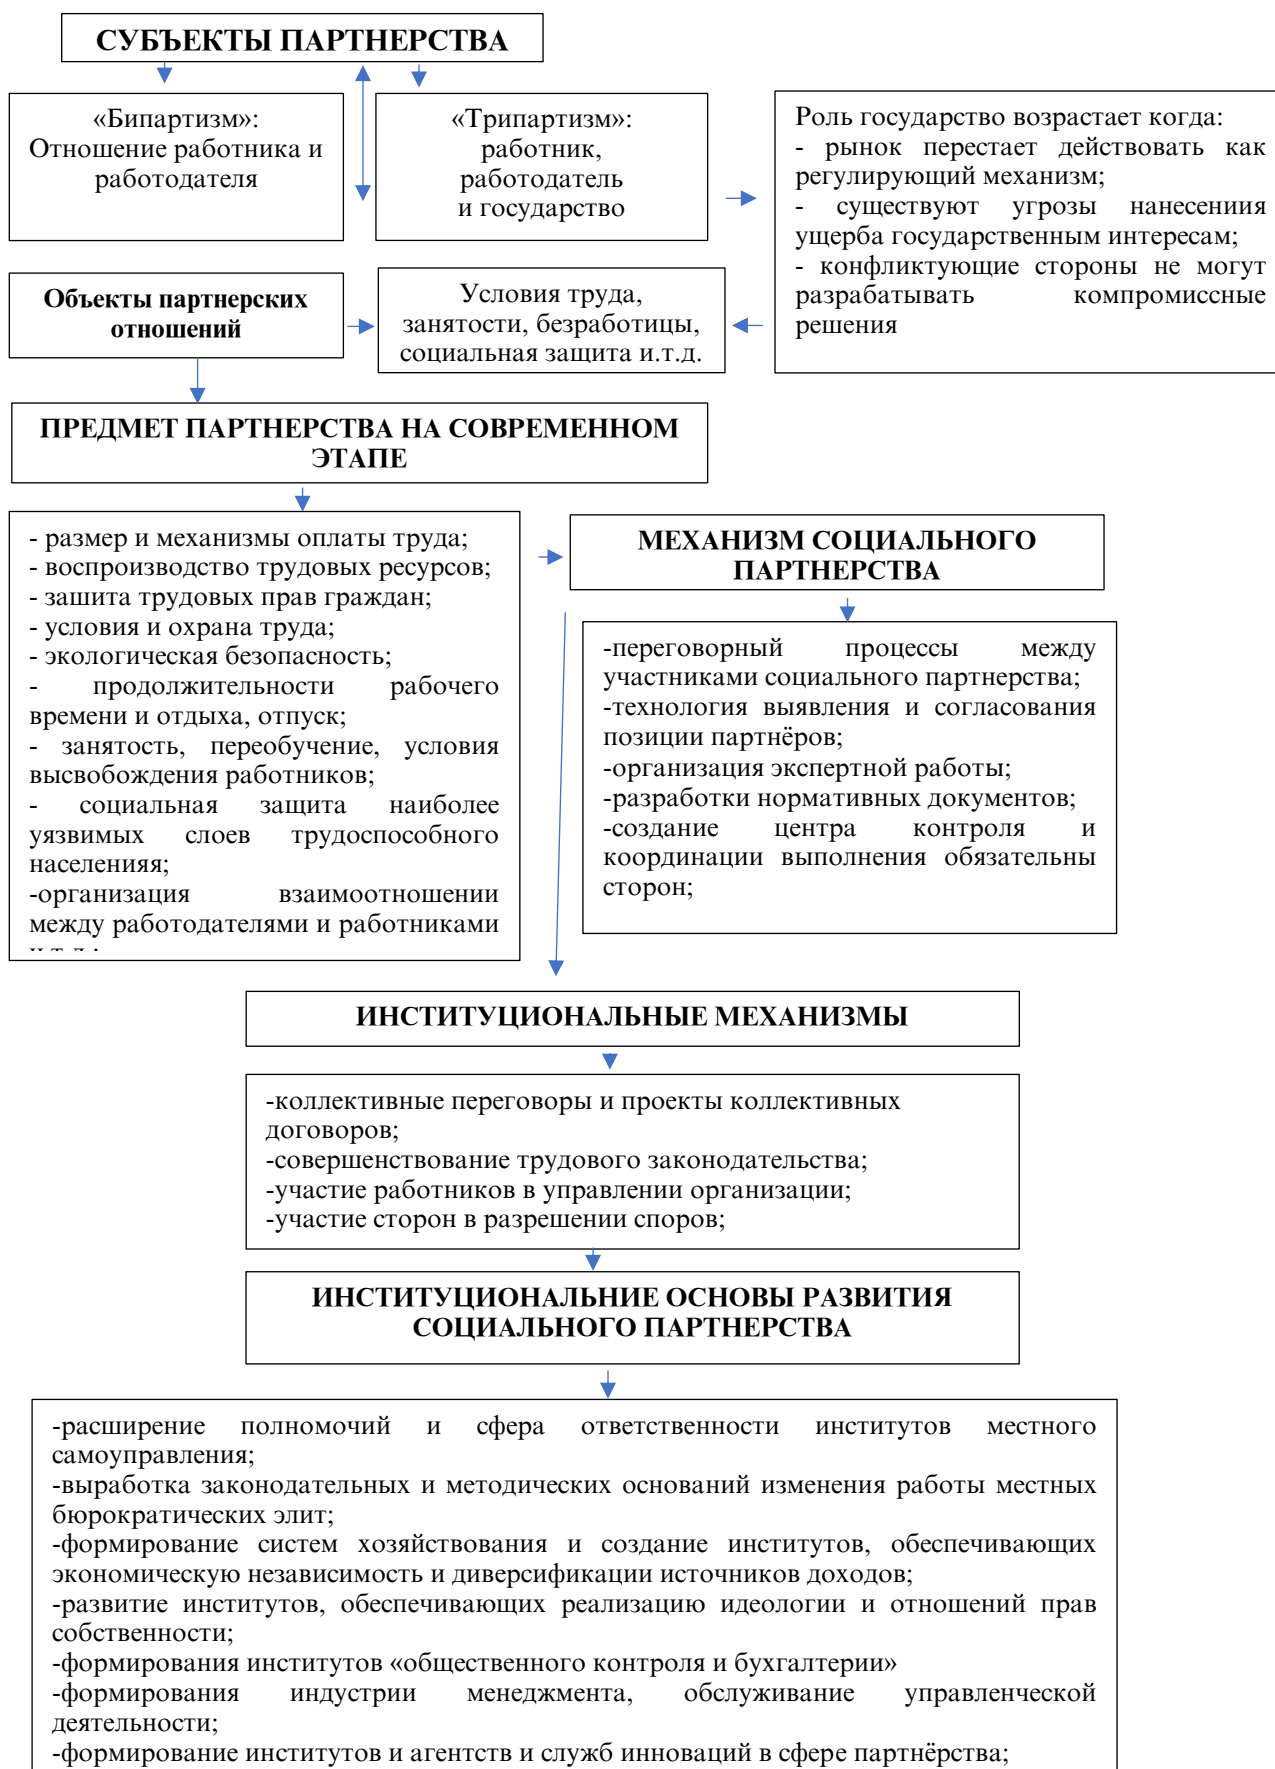 СУБЪЕКТЫ ПАРТНЕРСТВА
«Бипартизм»:
Отношение работника и
работодателя
«Трипартизм»:
работник,
работодатель
и государство
Роль государство возрастает когда:
- рынок перестает действовать как
регулирующий механизм;
- существуют угрозы нанесениия
ущерба государственным интересам;
- конфликтующие стороны не могут
разрабатывать компромиссные
решения
Объекты партнерских
отношений
Условия труда,
занятости, безработицы,
социальная защита и.т.д.
ПРЕДМЕТ ПАРТНЕРСТВА НА СОВРЕМЕННОМ
ЭТАПЕ
- размер и механизмы оплаты труда;
- воспроизводство трудовых ресурсов;
- зашита трудовых прав граждан;
- условия и охрана труда;
- экологическая безопасность;
- продолжительности рабочего
времени и отдыха, отпуск;
- занятость, переобучение, условия
высвобождения работников;
- социальная защита наиболее
уязвимых слоев трудоспособного
населенияя;
-организация взаимоотношении
между работодателями и работниками
и.т.д.;
МЕХАНИЗМ СОЦИАЛЬНОГО
ПАРТНЕРСТВА
-переговорный процессы между
участниками социального партнерства;
-технология выявления и согласования
позиции партнёров;
-организация экспертной работы;
-разработки нормативных документов;
-создание центра контроля и
координации выполнения обязательны
сторон;
ИНСТИТУЦИОНАЛЬНЫЕ МЕХАНИЗМЫ
-коллективные переговоры и проекты коллективных
договоров;
-совершенствование трудового законодательства;
-участие работников в управлении организации;
-участие сторон в разрешении споров;
ИНСТИТУЦИОНАЛЬНИЕ ОСНОВЫ РАЗВИТИЯ
СОЦИАЛЬНОГО ПАРТНЕРСТВА
-расширение полномочий и сфера ответственности институтов местного
самоуправления;
-выработка законодательных и методических оснований изменения работы местных
бюрократических элит;
-формирование систем хозяйствования и создание институтов, обеспечивающих
экономическую независимость и диверсификации источников доходов;
-развитие институтов, обеспечивающих реализацию идеологии и отношений прав
собственности;
-формирования институтов «общественного контроля и бухгалтерии»
-формирования индустрии менеджмента, обслуживание управленческой
деятельности;
-формирование институтов и агентств и служб инноваций в сфере партнёрства;